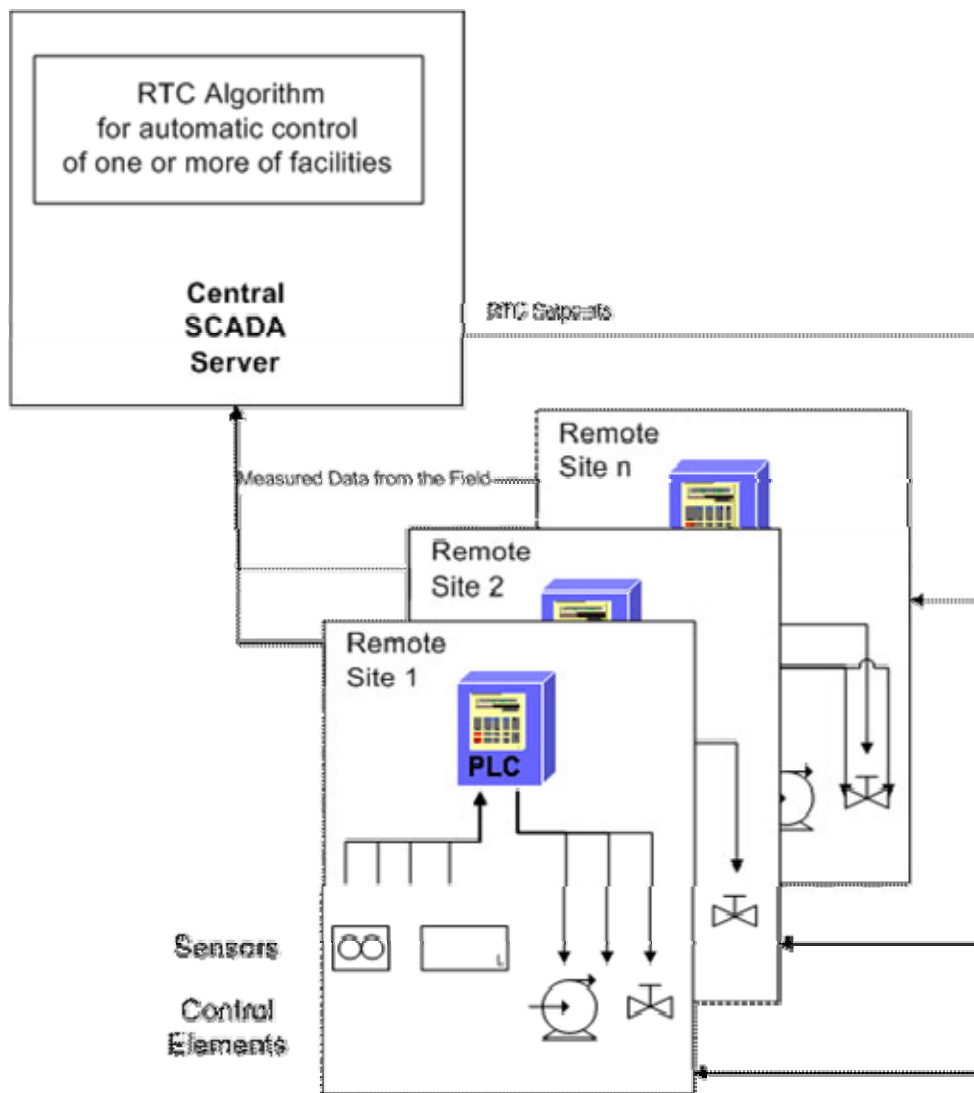 RTC Algorithm
for automatic control
of one or more of facilities
Central
SCADA
Server
RTC Setpoints
Measured Data from the Field
Remote
Site n
Remote
Site 2
Remote
Site 1
PLC
Sensors
L
Control
Elements